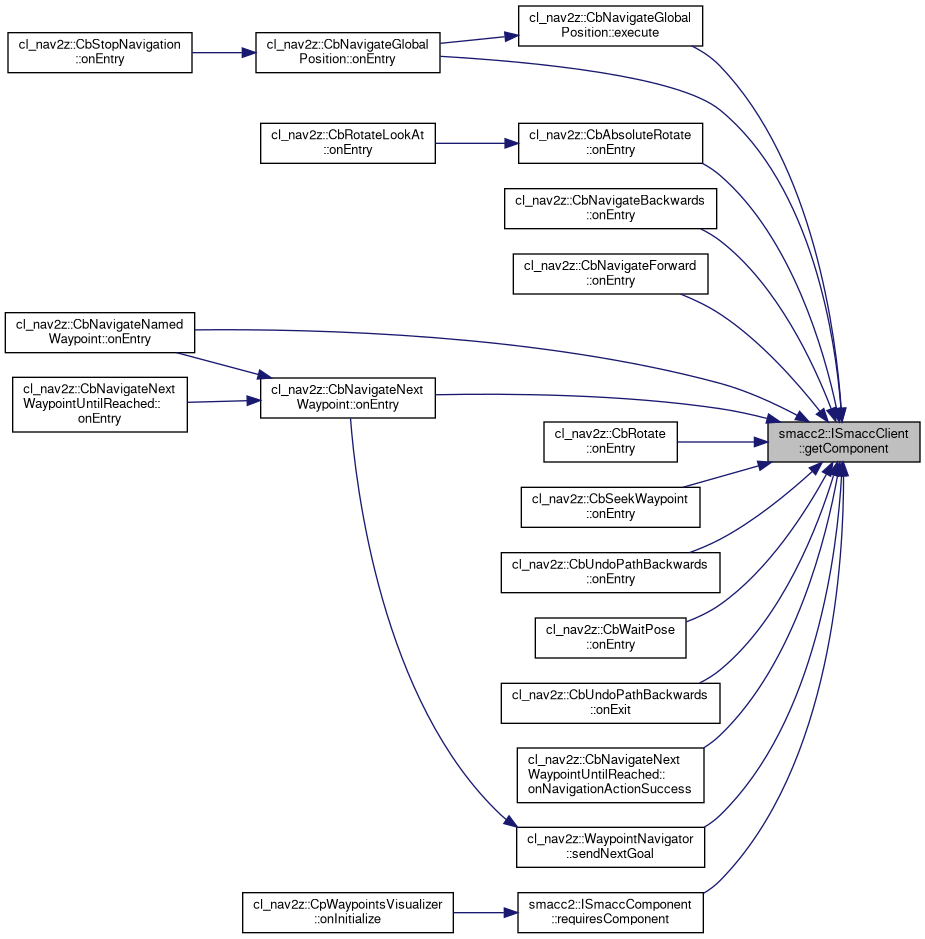 cl_nav2z::CbNavigateGlobal
Position::execute
cl_nav2z::CbStopNavigation
::onEntry
cl_nav2z::CbNavigateGlobal
Position::onEntry
cl_nav2z::CbRotateLookAt
::onEntry
cl_nav2z::CbAbsoluteRotate
::onEntry
cl_nav2z::CbNavigateBackwards
::onEntry
cl_nav2z::CbNavigateForward
::onEntry
cl_nav2z::CbNavigateNamed
Waypoint::onEntry
cl_nav2z::CbNavigateNext
WaypointUntilReached::
onEntry
cl_nav2z::CbNavigateNext
Waypoint::onEntry
cl_nav2z::CbRotate
::onEntry
smacc2::ISmaccClient
::getComponent
cl_nav2z::CbSeekWaypoint
::onEntry
cl_nav2z::CbUndoPathBackwards
::onEntry
cl_nav2z::CbWaitPose
::onEntry
cl_nav2z::CbUndoPathBackwards
::onExit
cl_nav2z::CbNavigateNext
WaypointUntilReached::
onNavigationActionSuccess
cl_nav2z::WaypointNavigator
::sendNextGoal
cl_nav2z::CpWaypointsVisualizer
::onInitialize
smacc2::ISmaccComponent
::requiresComponent